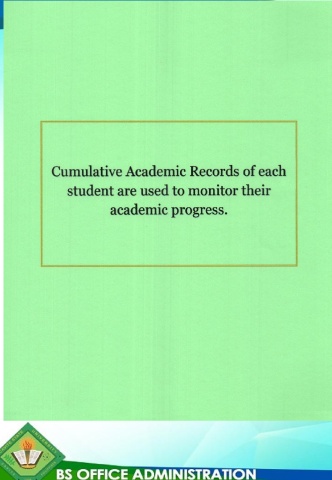 Cumulative Academic Records of each
student are used to monitor their
academic progress.
BS OFFICE ADMINISTRATION